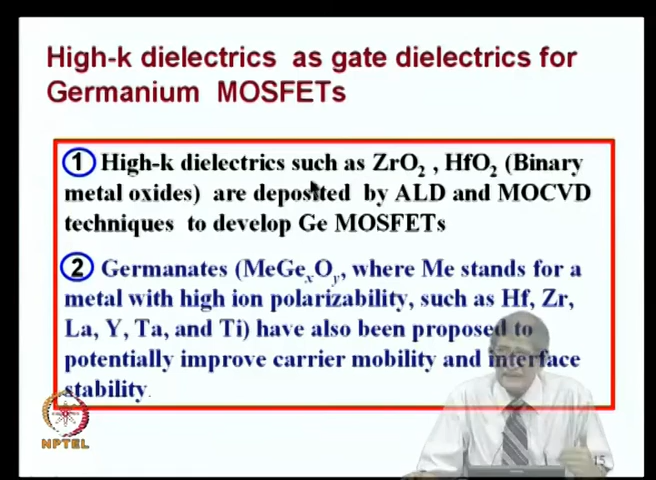 High-k dielectrics as gate dielectrics for
Germanium MOSFETs
1 High-k dielectrics such as ZrO₂ , HfO₂ (Binary
metal oxides) are deposited by ALD and MOCVD
techniques to develop Ge MOSFETs
2 Germanates (MeGeₓOᵧ, where Me stands for a
metal with high ion polarizability, such as Hf, Zr,
La, Y, Ta, and Ti) have also been proposed to
potentially improve carrier mobility and interface
stability.
NPTEL
15